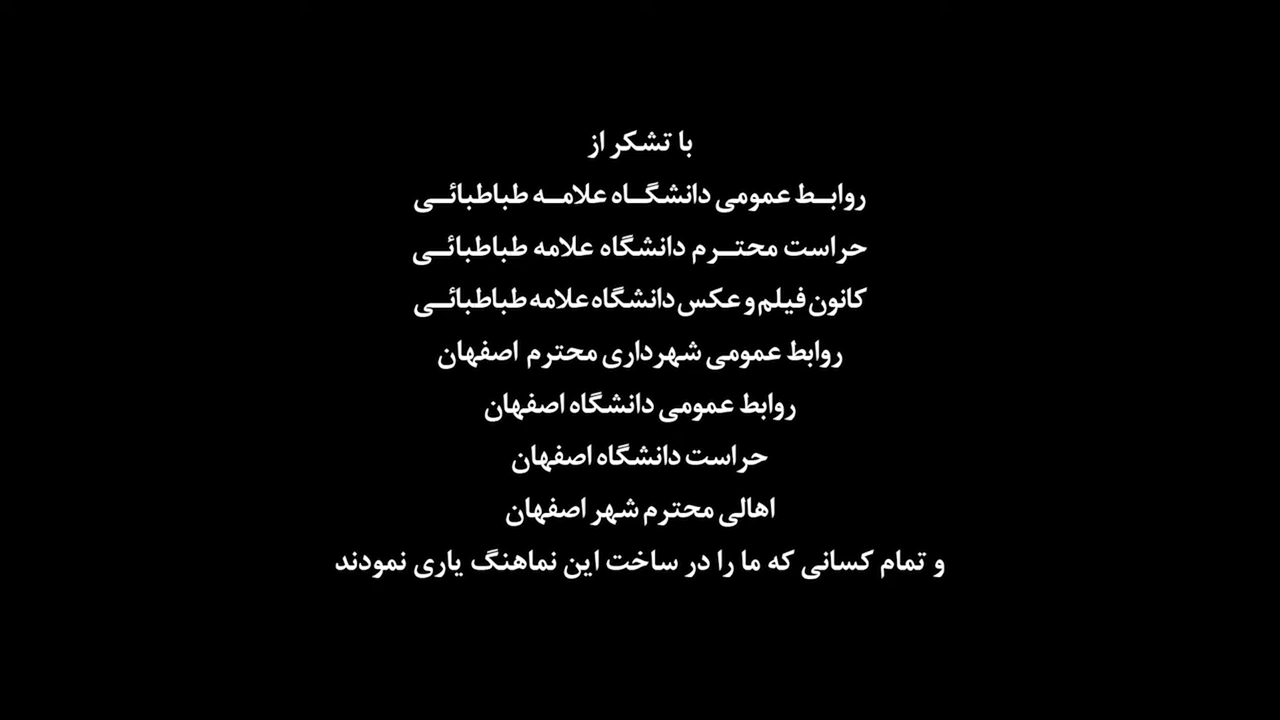 با تشکر از
روابـط عمومی دانشگـاه علامـه طباطبائـی
حراست محتـرم دانشگاه علامه طباطبائـی
کانون فیلم و عکس دانشگاه علامه طباطبائـی
روابط عمومی شهرداری محترم اصفهان
روابط عمومی دانشگاه اصفهان
حراست دانشگاه اصفهان
اهالی محترم شهر اصفهان
و تمام کسانی که ما را در ساخت این نماهنگ یاری نمودند